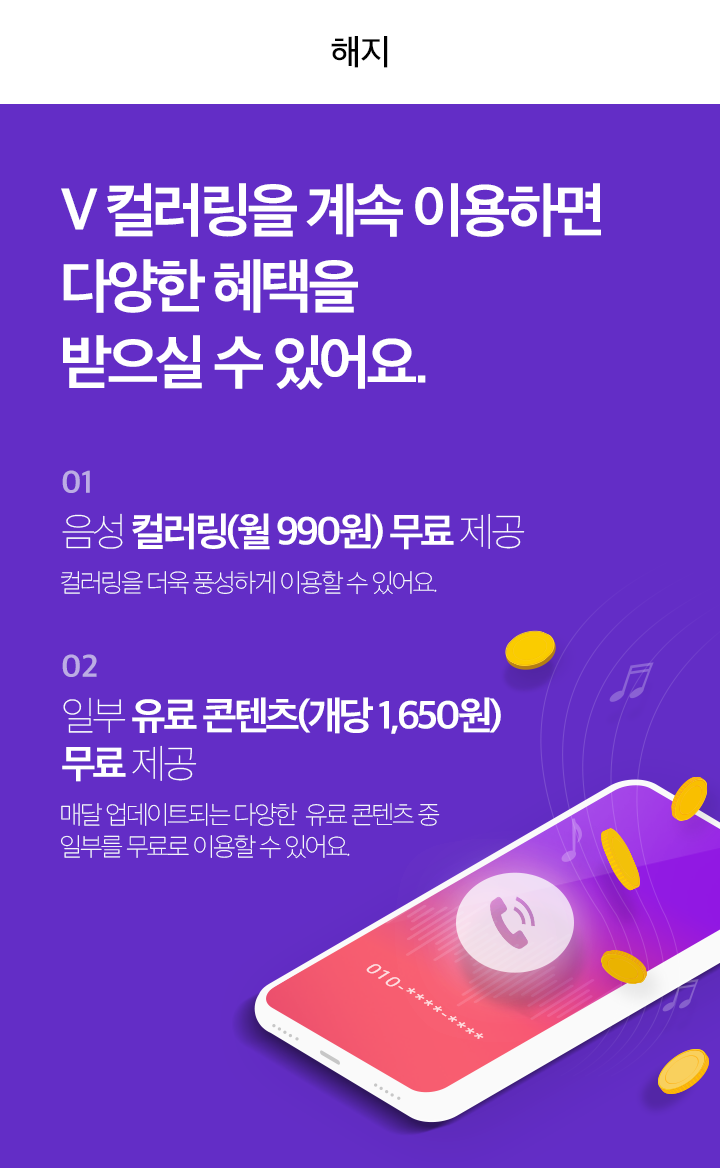 해지
V 컬러링을 계속 이용하면
다양한 혜택을
받으실 수 있어요.
01
음성 컬러링(월 990원) 무료 제공
컬러링을 더욱 풍성하게 이용할 수 있어요.
02
일부 유료 콘텐츠(개당 1,650원)
무료 제공
매달 업데이트되는 다양한 유료 콘텐츠 중
일부를 무료로 이용할 수 있어요.
010-****-****